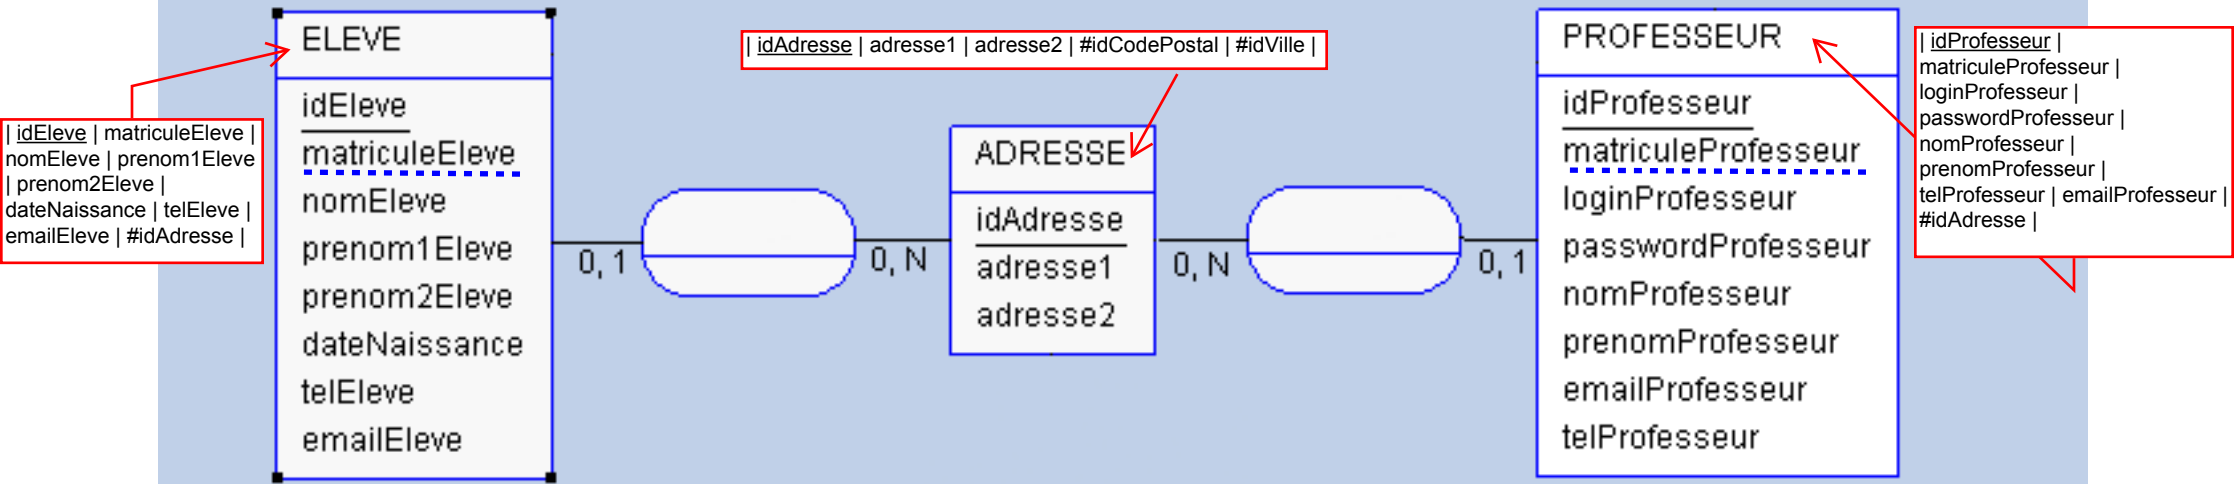 | idEleve | matriculeEleve |
nomEleve | prenom1Eleve
| prenom2Eleve |
dateNaissance | telEleve |
emailEleve | #idAdresse |
ELEVE
idEleve
matriculeEleve
nomEleve
prenom1Eleve
prenom2Eleve
dateNaissance
telEleve
emailEleve
0, 1
0, N
| idAdresse | adresse1 | adresse2 | #idCodePostal | #idVille |
ADRESSE
idAdresse
adresse1
adresse2
0, N
0, 1
PROFESSEUR
idProfesseur
matriculeProfesseur
loginProfesseur
passwordProfesseur
nomProfesseur
prenomProfesseur
emailProfesseur
telProfesseur
| idProfesseur |
matriculeProfesseur |
loginProfesseur |
passwordProfesseur |
nomProfesseur |
prenomProfesseur |
telProfesseur | emailProfesseur |
#idAdresse |